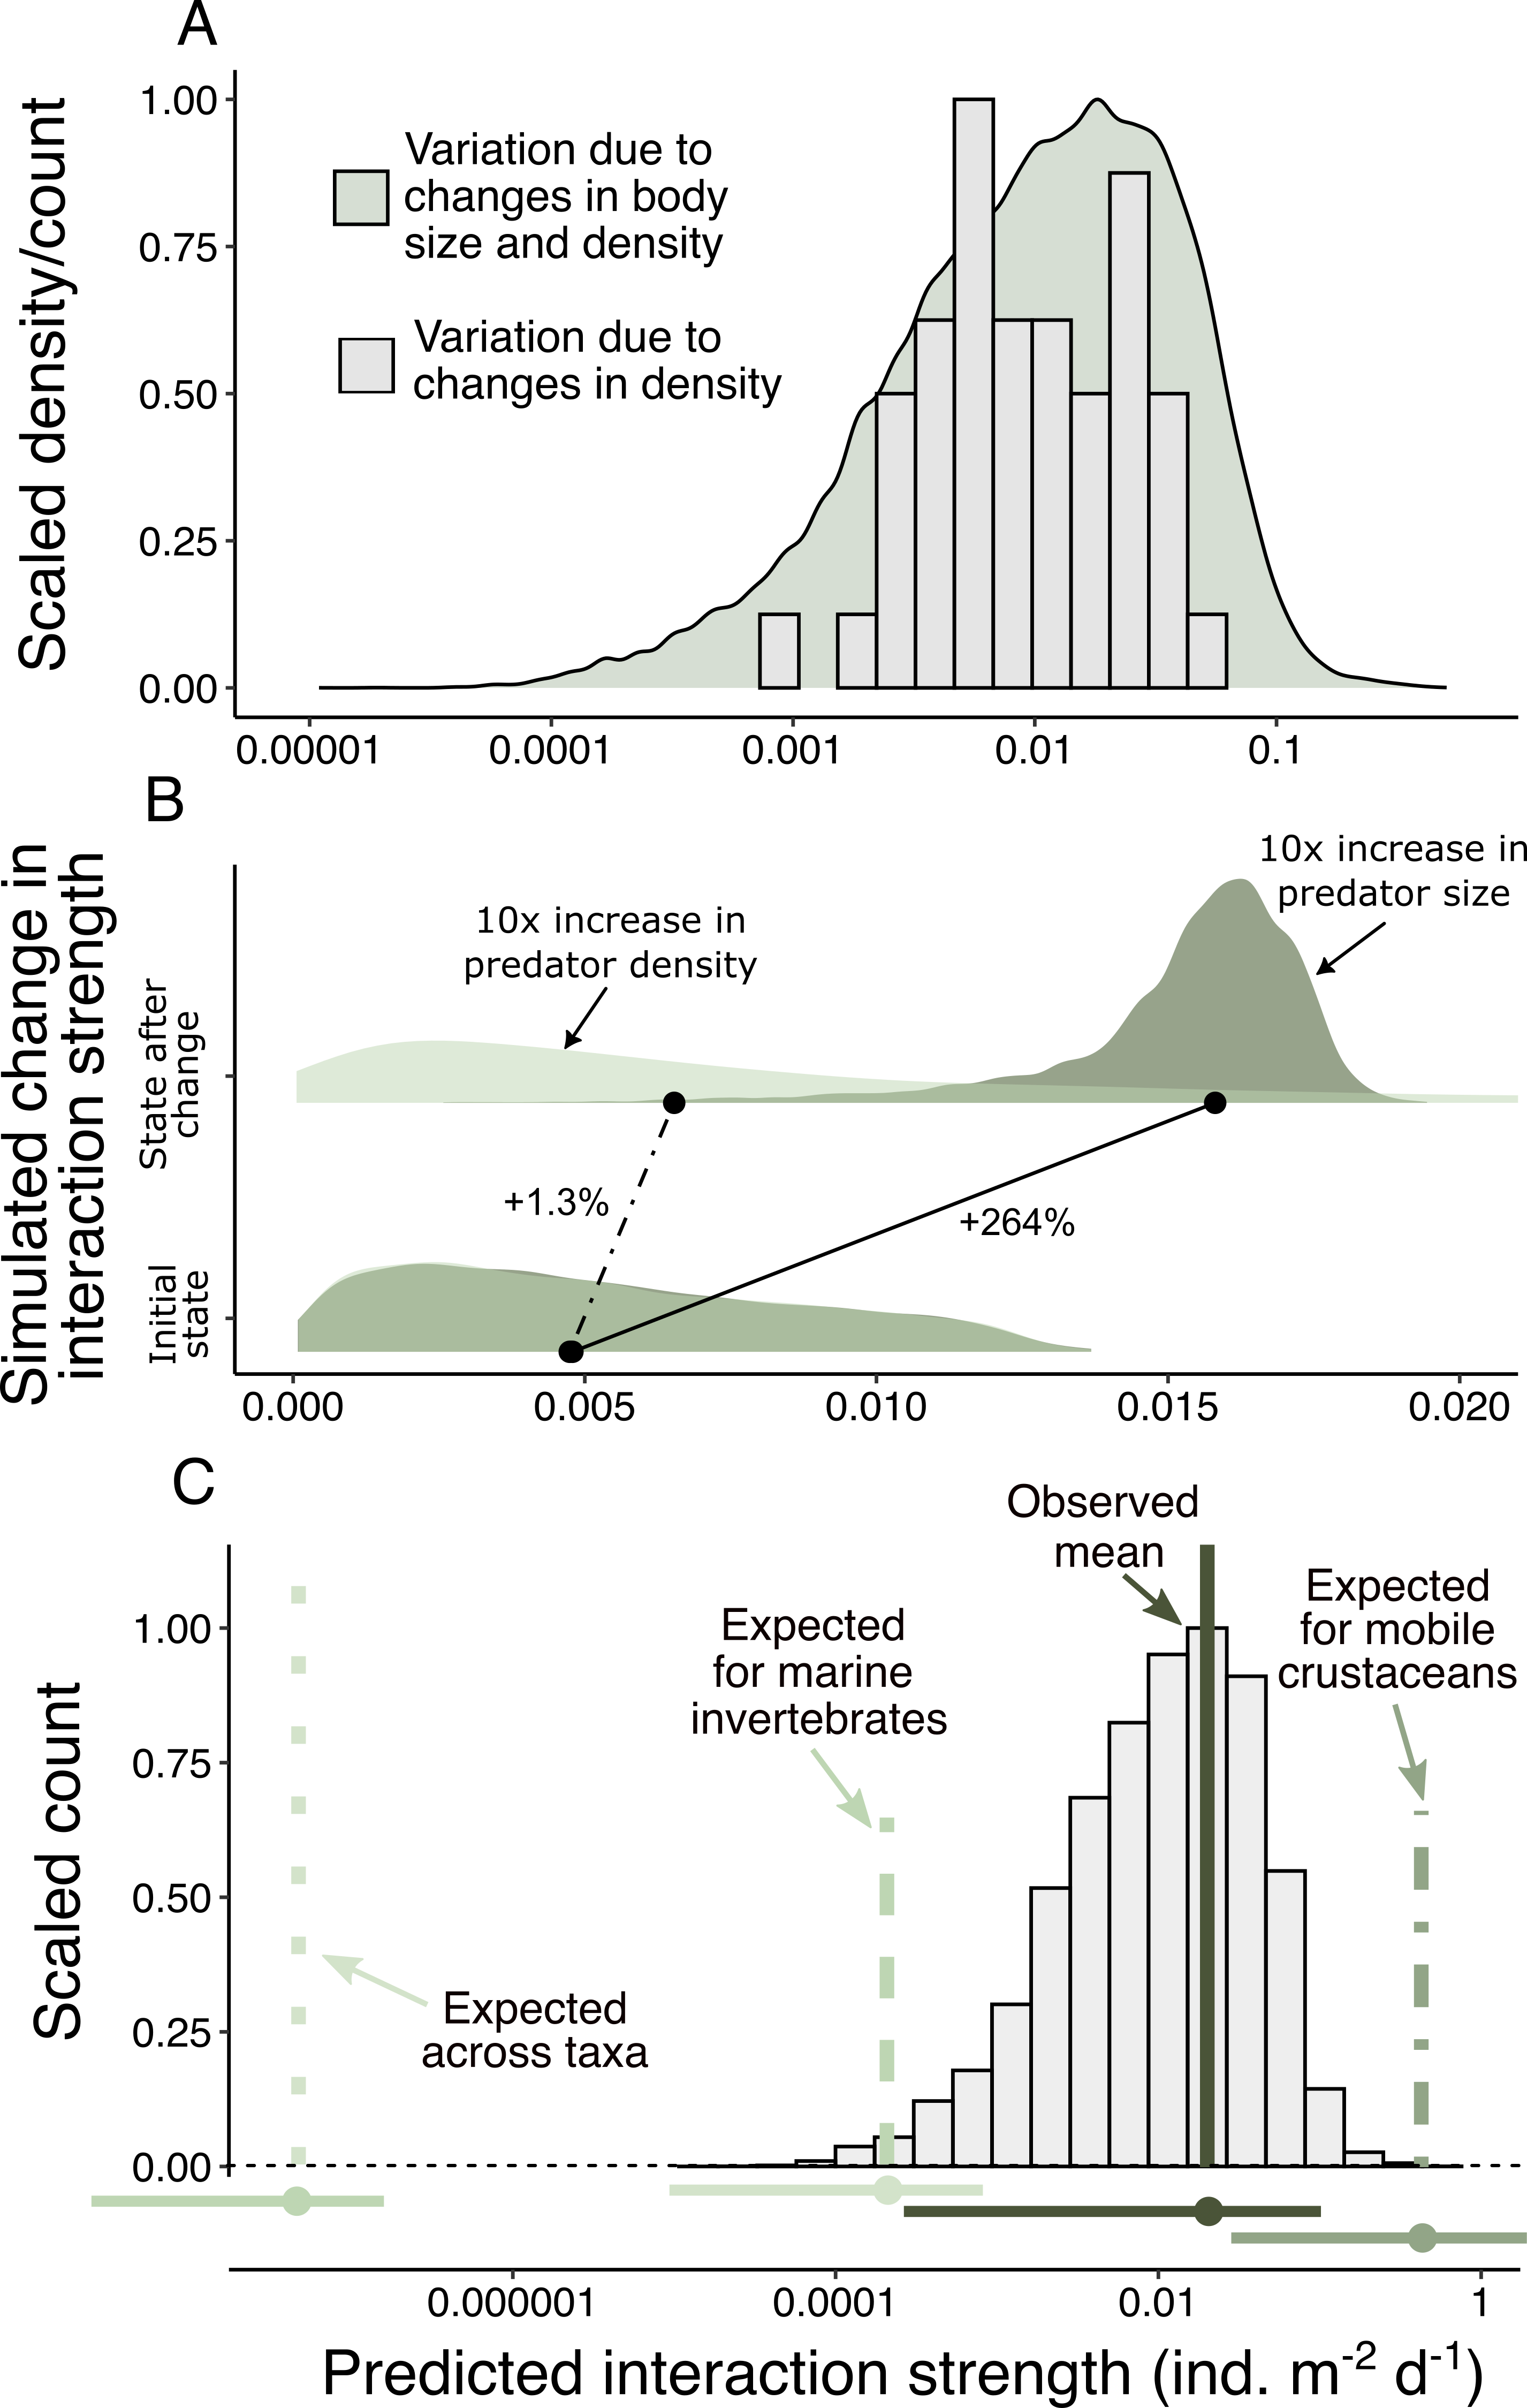 A
Scaled density/count
1.00
0.75
0.50
0.25
0.00
Variation due to
changes in body
size and density
Variation due to
changes in density
0.00001
0.0001
0.001
0.01
0.1
B
Simulated change in
interaction strength
State after
change
Initial
state
10x increase in
predator density
10x increase in
predator size
+1.3%
+264%
0.000
0.005
0.010
0.015
0.020
C
Scaled count
1.00
0.75
0.50
0.25
0.00
Observed
mean
Expected
for marine
invertebrates
Expected
for mobile
crustaceans
Expected
across taxa
0.000001
0.0001
0.01
1
Predicted interaction strength (ind. m⁻² d⁻¹)